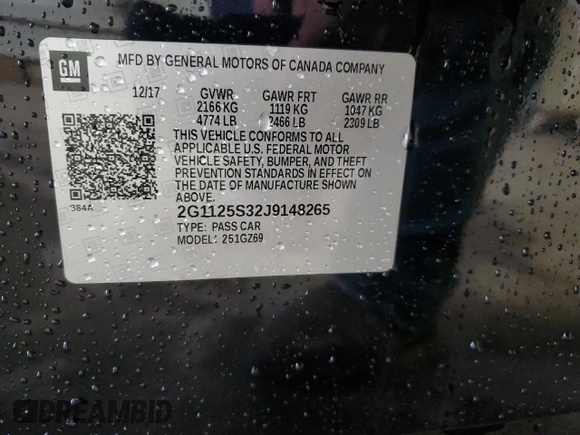 GM
MFD BY GENERAL MOTORS OF CANADA COMPANY
12/17 GVWR GAWR FRT GAWR RR
2166 KG 1119 KG 1047 KG
4774 LB 2466 LB 2309 LB
THIS VEHICLE CONFORMS TO ALL
APPLICABLE U.S. FEDERAL MOTOR
VEHICLE SAFETY, BUMPER, AND THEFT
PREVENTION STANDARDS IN EFFECT
ON THE DATE OF MANUFACTURE SHOWN
ABOVE.
384A
2G1125S32J9148265
TYPE: PASS CAR
MODEL: 251GZ69
DREAMBID